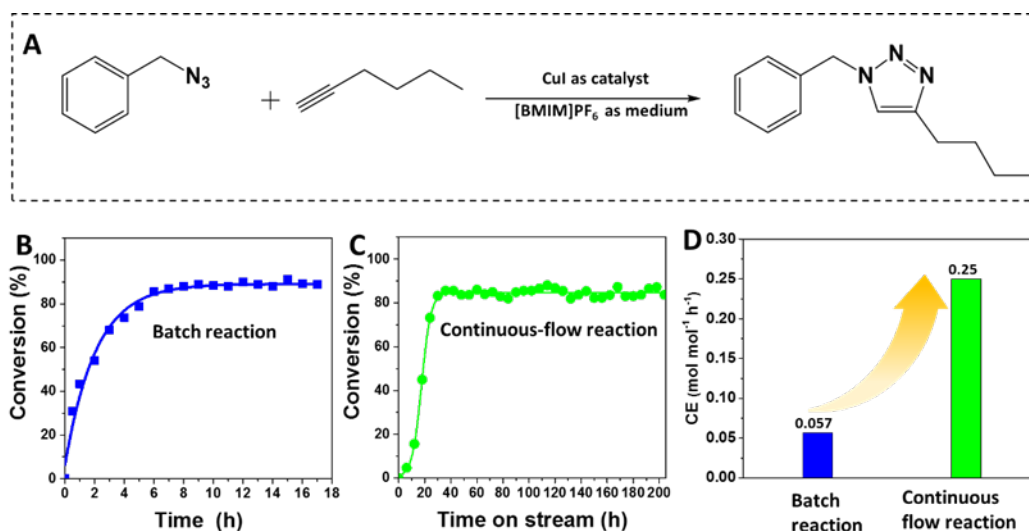 A
N₃
+
CuI as catalyst
[BMIM]PF₆ as medium
N
N
N
B
Conversion (%)
100
80
60
40
20
0
Batch reaction
0 2 4 6 8 10 12 14 16 18
Time (h)
C
Conversion (%)
100
80
60
40
20
0
Continuous-flow reaction
0 20 40 60 80 100 120 140 160 180 200
Time on stream (h)
D
CE (mol mol⁻¹ h⁻¹)
0.30
0.25
0.20
0.15
0.10
0.05
0.00
0.057
0.25
Batch
reaction
Continuous
flow reaction